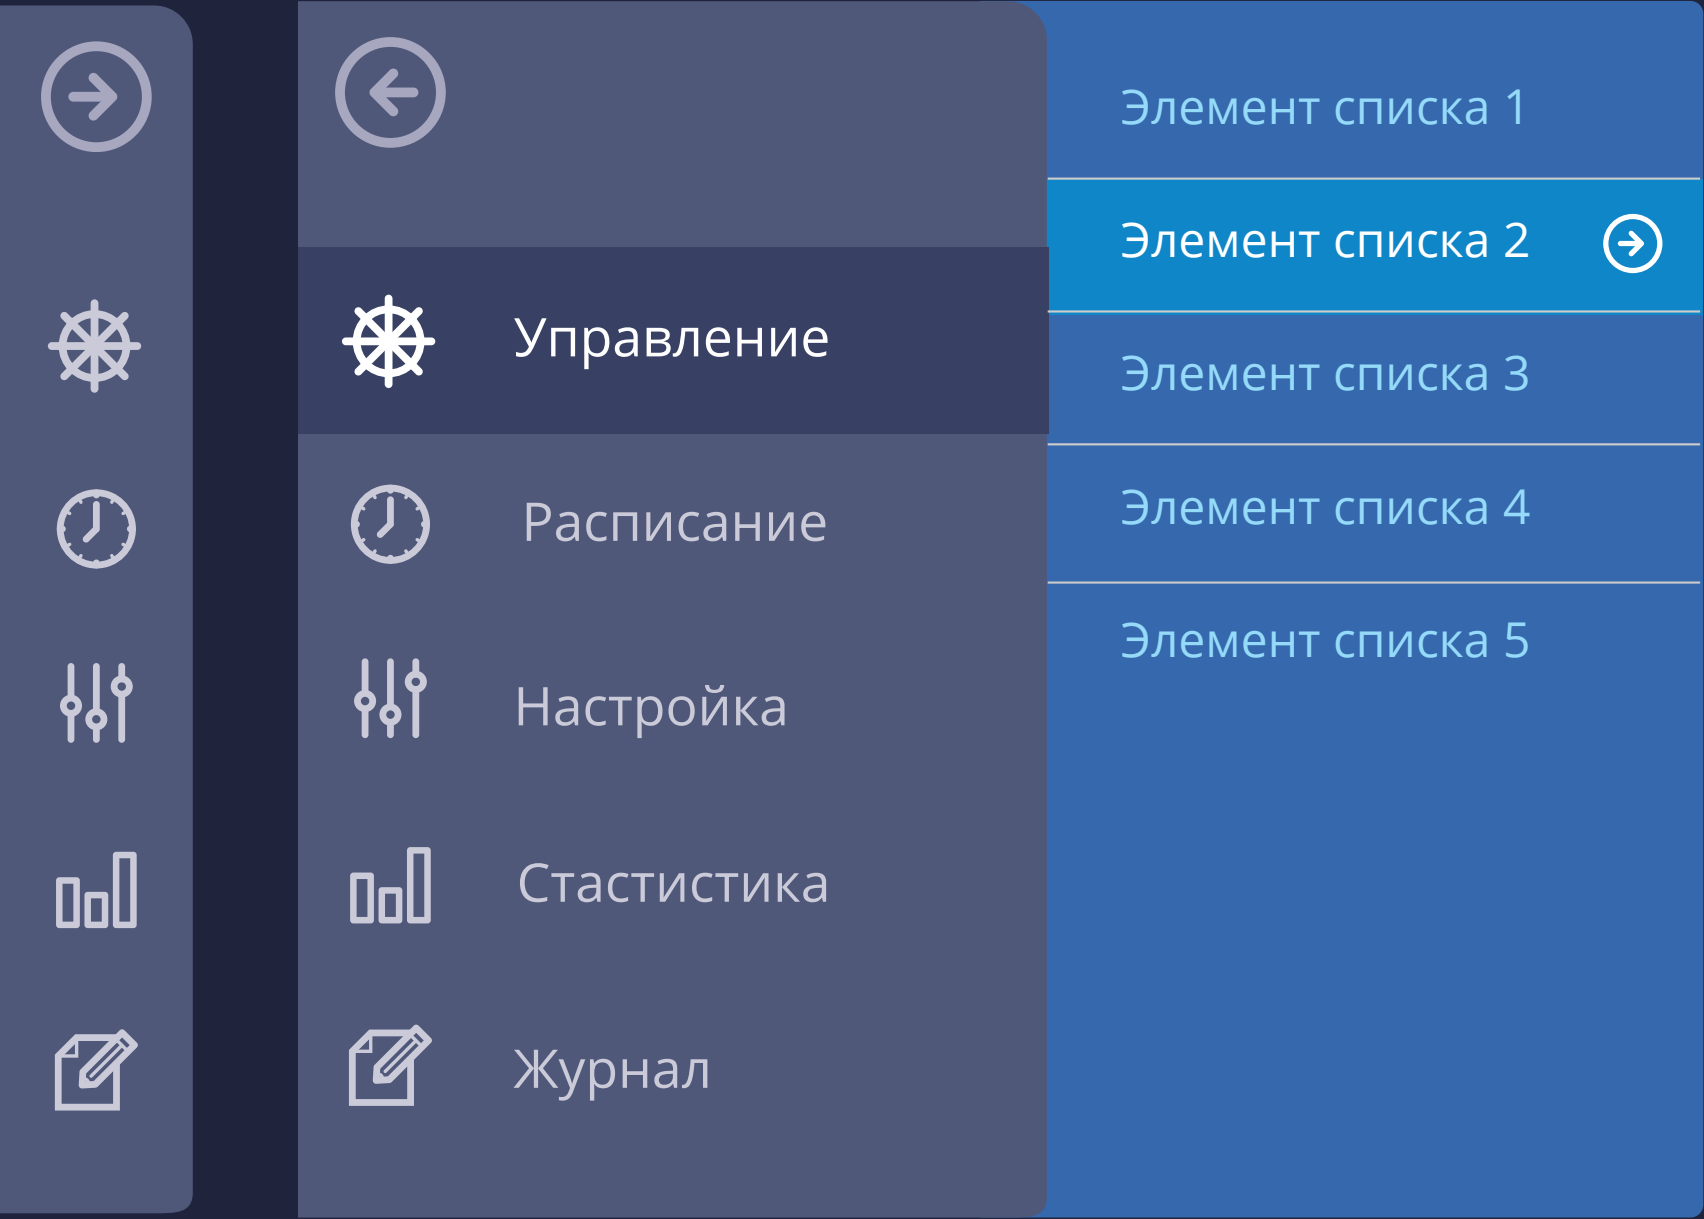 Управление
Расписание
Настройка
Стастистика
Журнал
Элемент списка 1
Элемент списка 2
Элемент списка 3
Элемент списка 4
Элемент списка 5